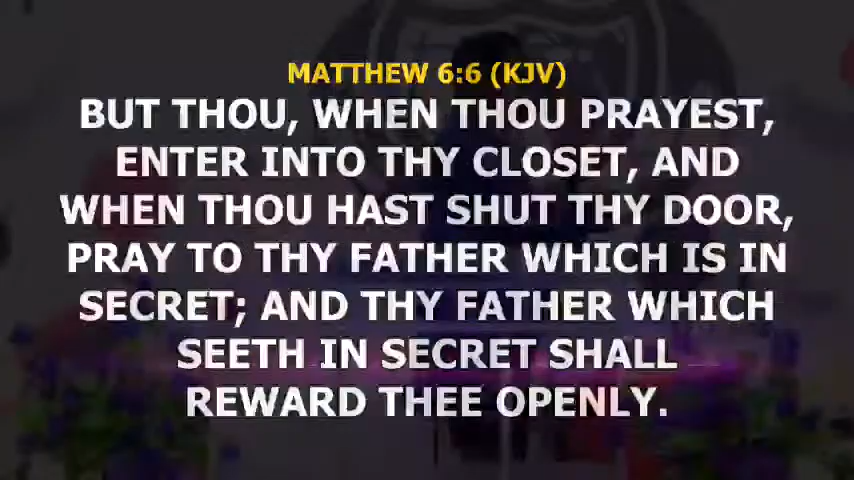 MATTHEW 6:6 (KJV)
BUT THOU, WHEN THOU PRAYEST,
ENTER INTO THY CLOSET, AND
WHEN THOU HAST SHUT THY DOOR,
PRAY TO THY FATHER WHICH IS IN
SECRET; AND THY FATHER WHICH
SEETH IN SECRET SHALL
REWARD THEE OPENLY.